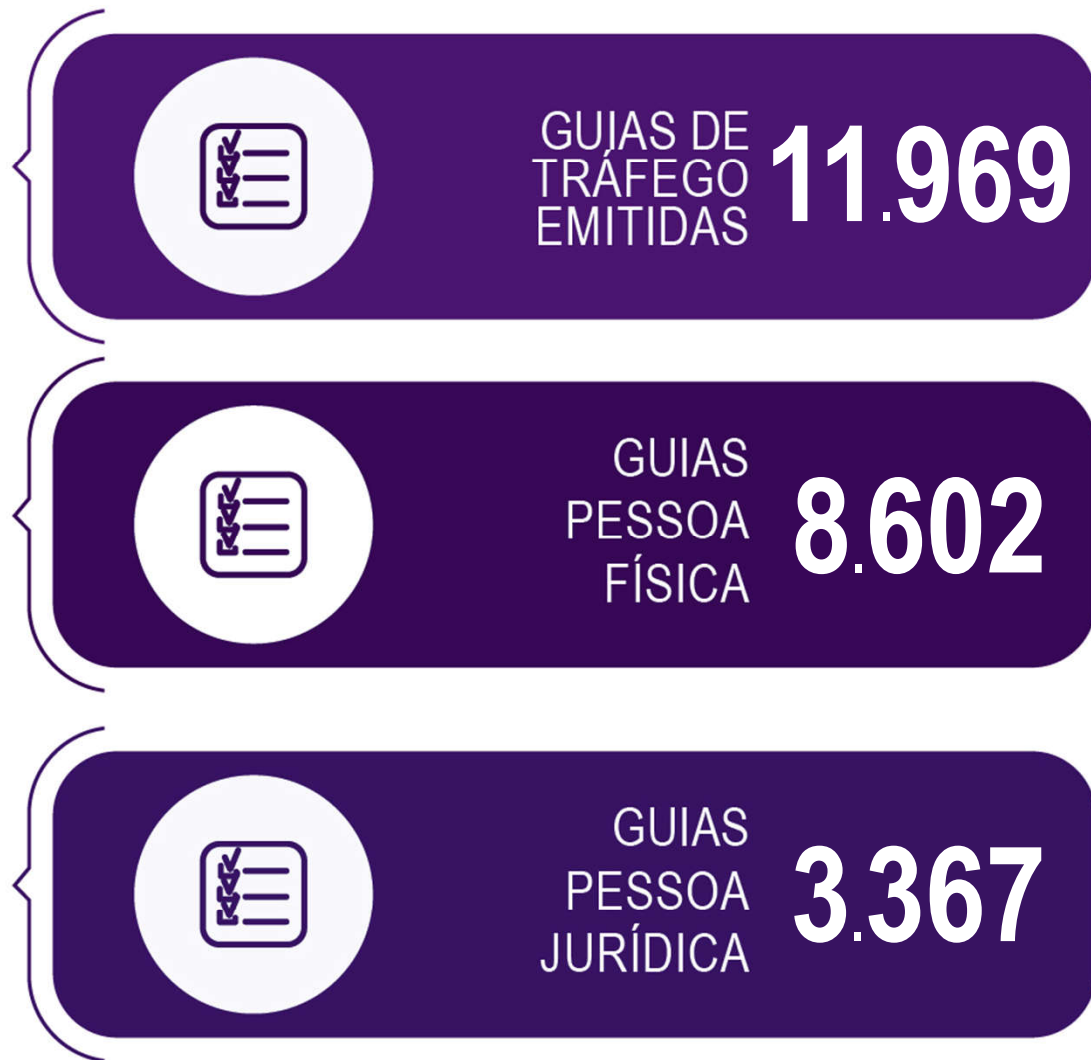 GUIAS DE
TRÁFEGO
EMITIDAS
11.969
GUIAS
PESSOA
FÍSICA
8.602
GUIAS
PESSOA
JURÍDICA
3.367